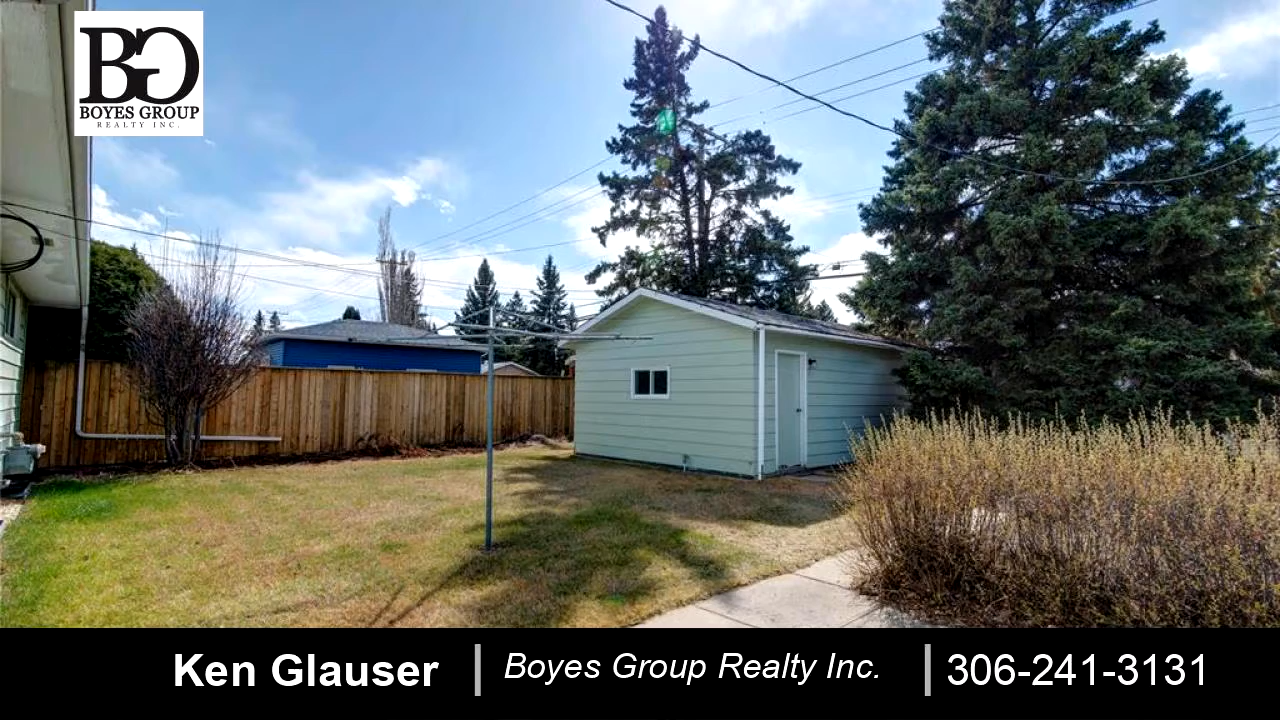 BG
BOYES GROUP
REALTY INC.
Ken Glauser | Boyes Group Realty Inc. | 306-241-3131